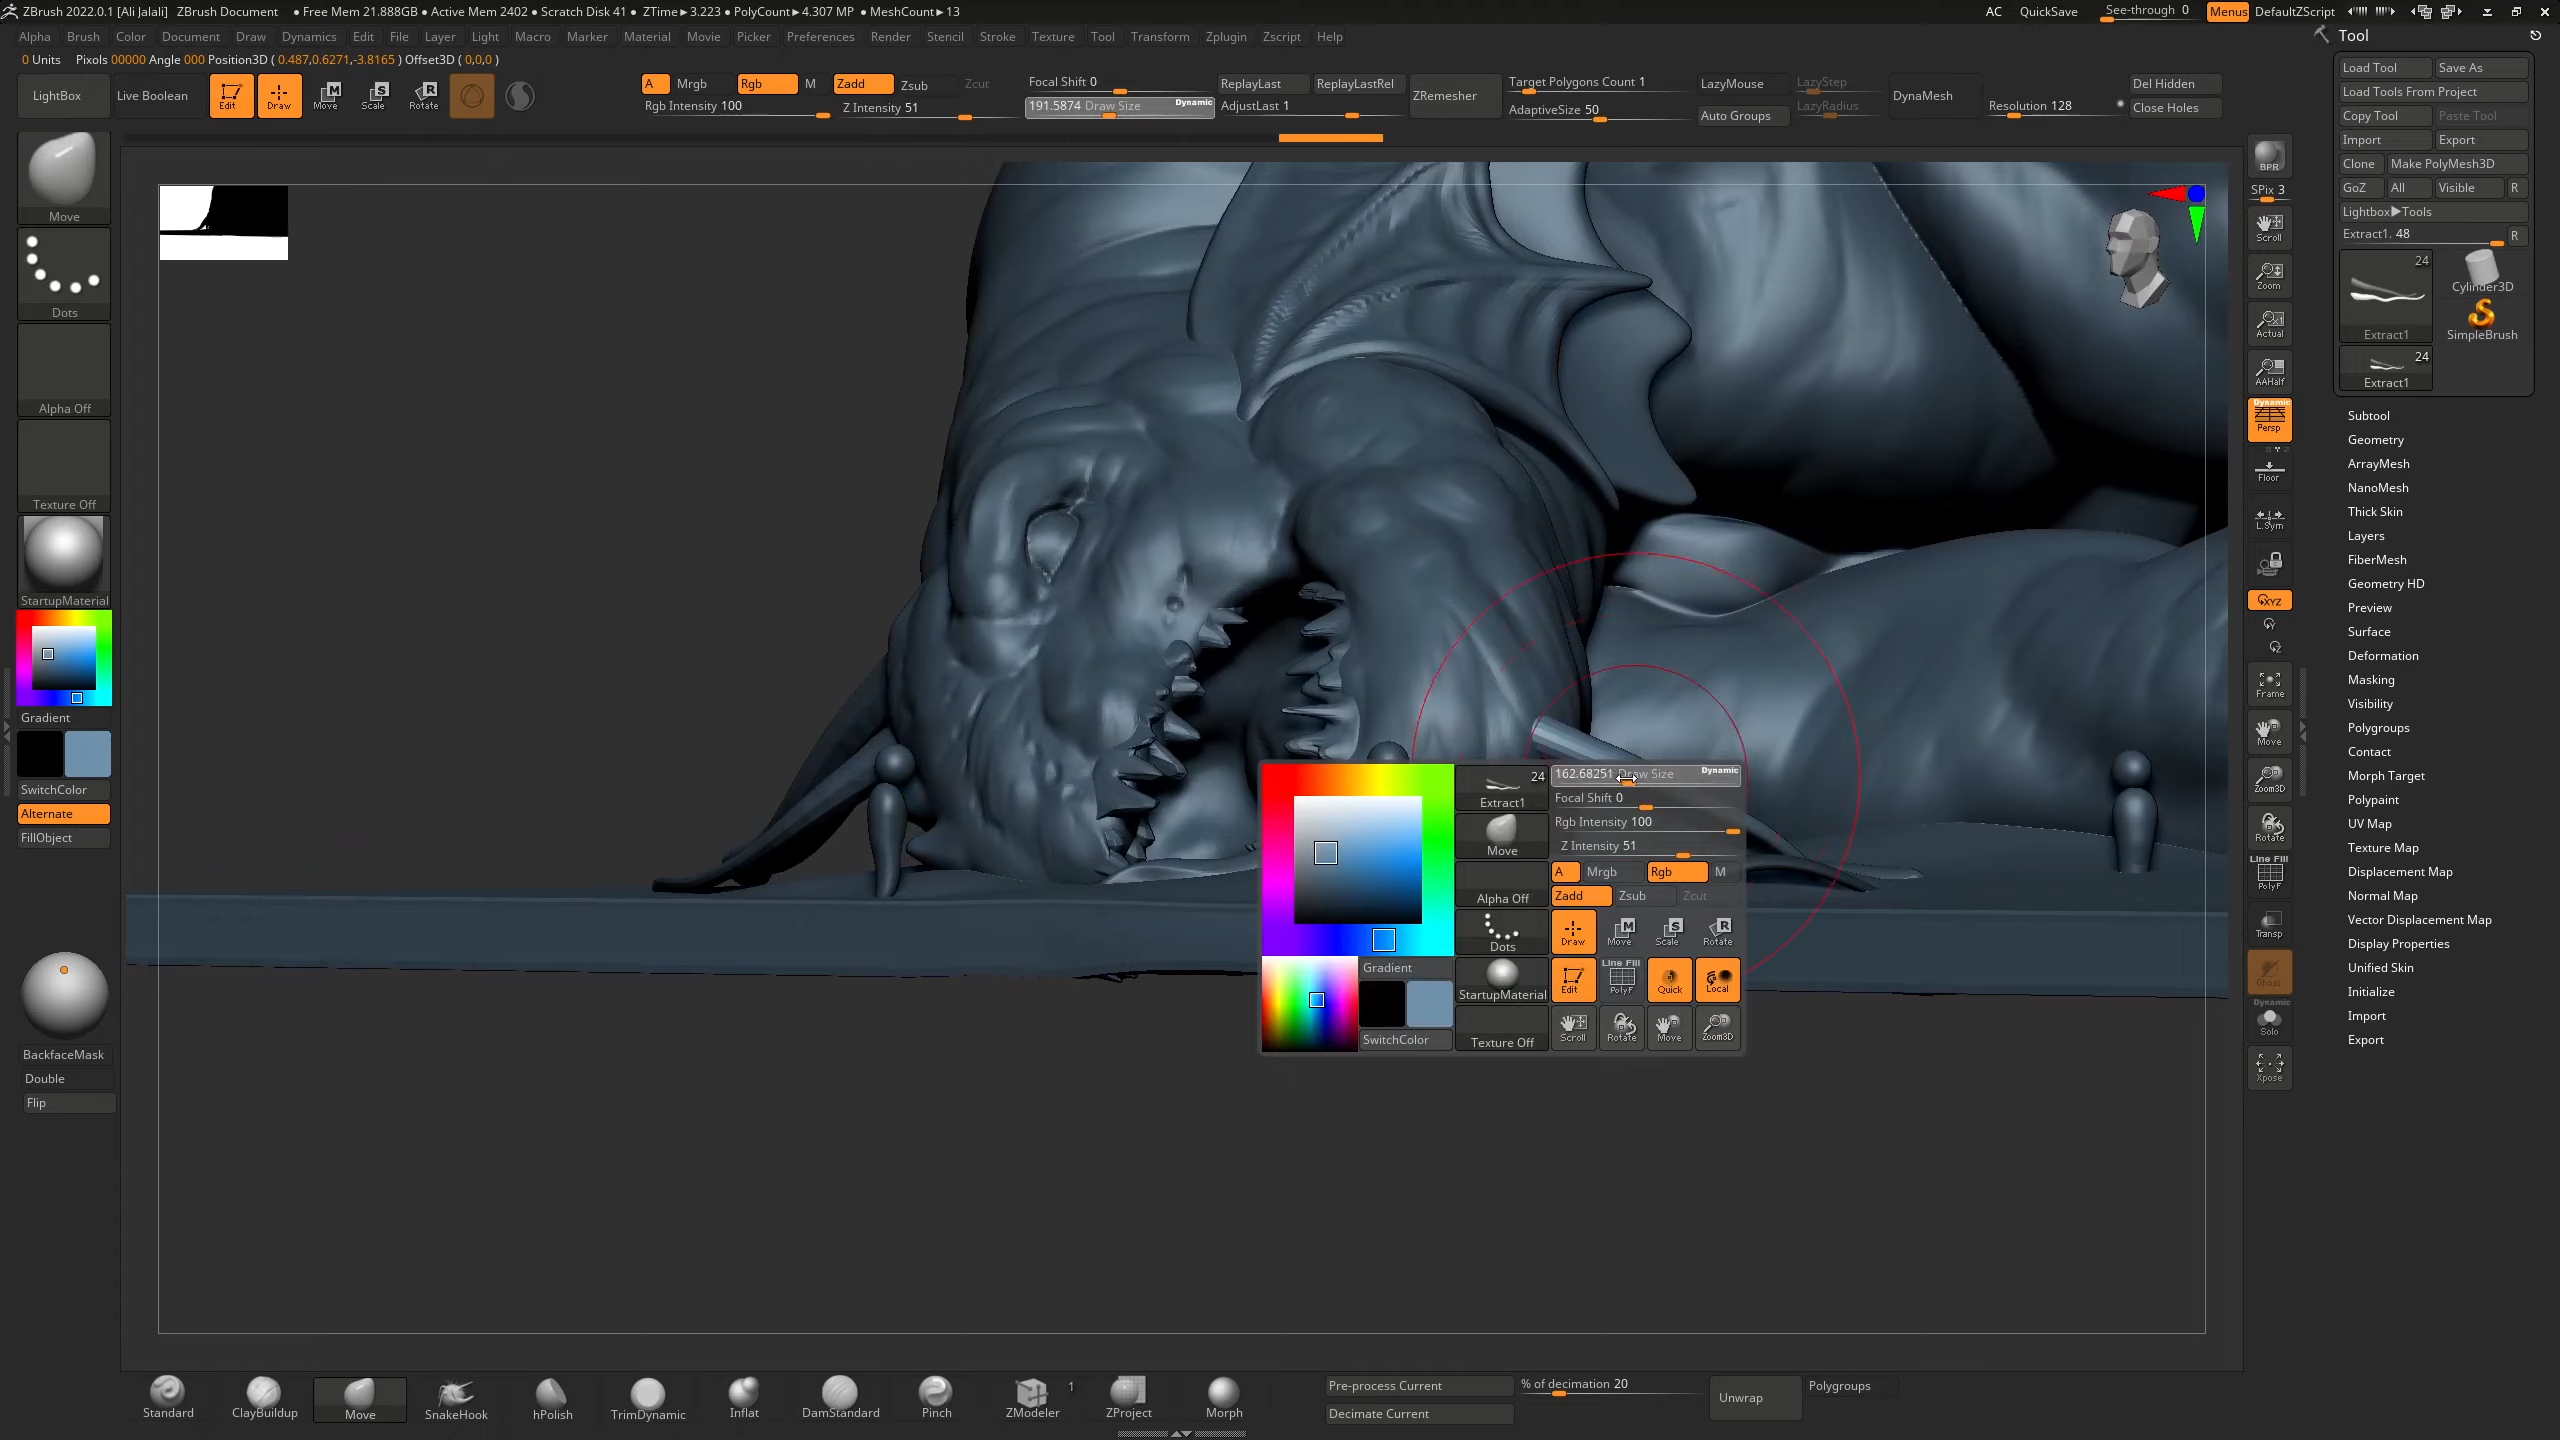 ZBrush 2022.0.1 [Ali Jalali] ZBrush Document • Free Mem 21.888GB • Active Mem 2402 • Scratch Disk 41 • ZTime▸3.223 • PolyCount▸4.307 MP • MeshCount▸13 AC QuickSave See-through 0 Menus DefaultZScript
Alpha Brush Color Document Draw Dynamics Edit File Layer Light Macro Marker Material Movie Picker Preferences Render Stencil Stroke Texture Tool Transform Zplugin Zscript Help
0 Units Pixols 00000 Angle 000 Position3D ( 0.487,0.6271,-3.8165 ) Offset3D ( 0,0,0 )
LightBox Live Boolean Edit Draw Move Scale Rotate
A Mrgb Rgb M Zadd Zsub Zcut Focal Shift 0 ReplayLast ReplayLastRel
Rgb Intensity 100 Z Intensity 51 191.5874 Draw Size Dynamic AdjustLast 1
ZRemesher Target Polygons Count 1 LazyMouse LazyStep DynaMesh Del Hidden
AdaptiveSize 50 Auto Groups LazyRadius Resolution 128 Close Holes
Move
Dots
Alpha Off
Texture Off
StartupMaterial
Gradient
SwitchColor
Alternate
FillObject
BackfaceMask
Double
Flip
24
Extract1
Move
Alpha Off
Dots
StartupMaterial
Texture Off
Gradient
SwitchColor
162.68251 Draw Size Dynamic
Focal Shift 0
Rgb Intensity 100
Z Intensity 51
A Mrgb Rgb M
Zadd Zsub Zcut
Draw Move Scale Rotate
Edit Line Fill PolyF Quick Local
Scroll Rotate Move Zoom3D
BPR
SPix 3
Scroll
Zoom
Actual
AAHalf
Dynamic
Persp
Floor
L.Sym
XYZ
Frame
Move
Zoom3D
Rotate
Line Fill
PolyF
Transp
Ghost
Dynamic
Solo
Xpose
Tool
Load Tool Save As
Load Tools From Project
Copy Tool Paste Tool
Import Export
Clone Make PolyMesh3D
GoZ All Visible R
Lightbox▸Tools
Extract1. 48 R
24
Extract1
Cylinder3D
SimpleBrush
24
Extract1
Subtool
Geometry
ArrayMesh
NanoMesh
Thick Skin
Layers
FiberMesh
Geometry HD
Preview
Surface
Deformation
Masking
Visibility
Polygroups
Contact
Morph Target
Polypaint
UV Map
Texture Map
Displacement Map
Normal Map
Vector Displacement Map
Display Properties
Unified Skin
Initialize
Import
Export
Standard ClayBuildup Move SnakeHook hPolish TrimDynamic Inflat DamStandard Pinch ZModeler 1 ZProject Morph
Pre-process Current % of decimation 20 Unwrap Polygroups
Decimate Current